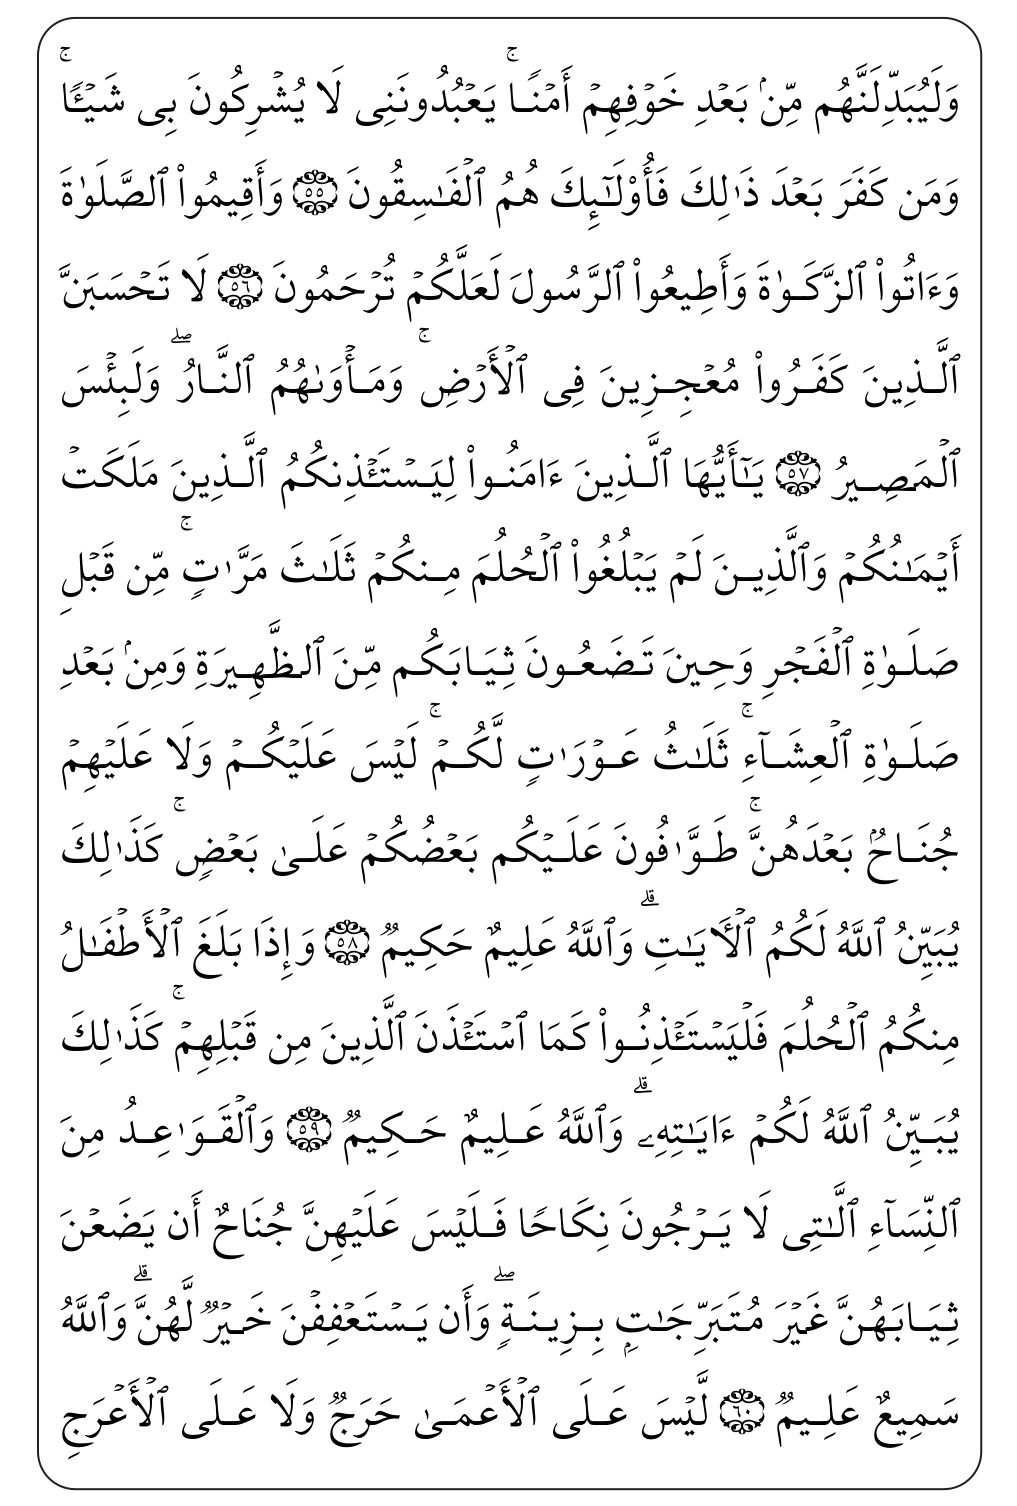 وَلَيُبَدِّلَنَّهُم مِّنۢ بَعۡدِ خَوۡفِهِمۡ أَمۡنٗاۚ يَعۡبُدُونَنِي لَا يُشۡرِكُونَ بِي شَيۡـٔٗاۚ
وَمَن كَفَرَ بَعۡدَ ذَٰلِكَ فَأُوْلَـٰٓئِكَ هُمُ ٱلۡفَـٰسِقُونَ ۝٥٥ وَأَقِيمُواْ ٱلصَّلَوٰةَ
وَءَاتُواْ ٱلزَّكَوٰةَ وَأَطِيعُواْ ٱلرَّسُولَ لَعَلَّكُمۡ تُرۡحَمُونَ ۝٥٦ لَا تَحۡسَبَنَّ
ٱلَّذِينَ كَفَرُواْ مُعۡجِزِينَ فِي ٱلۡأَرۡضِۚ وَمَأۡوَىٰهُمُ ٱلنَّارُۖ وَلَبِئۡسَ
ٱلۡمَصِيرُ ۝٥٧ يَـٰٓأَيُّهَا ٱلَّذِينَ ءَامَنُواْ لِيَسۡتَـٔۡذِنكُمُ ٱلَّذِينَ مَلَكَتۡ
أَيۡمَـٰنُكُمۡ وَٱلَّذِينَ لَمۡ يَبۡلُغُواْ ٱلۡحُلُمَ مِنكُمۡ ثَلَـٰثَ مَرَّٰتٖۚ مِّن قَبۡلِ
صَلَوٰةِ ٱلۡفَجۡرِ وَحِينَ تَضَعُونَ ثِيَابَكُم مِّنَ ٱلظَّهِيرَةِ وَمِنۢ بَعۡدِ
صَلَوٰةِ ٱلۡعِشَآءِۚ ثَلَـٰثُ عَوۡرَٰتٖ لَّكُمۡۚ لَيۡسَ عَلَيۡكُمۡ وَلَا عَلَيۡهِمۡ
جُنَاحُۢ بَعۡدَهُنَّۚ طَوَّٰفُونَ عَلَيۡكُم بَعۡضُكُمۡ عَلَىٰ بَعۡضٖۚ كَذَٰلِكَ
يُبَيِّنُ ٱللَّهُ لَكُمُ ٱلۡأٓيَـٰتِۗ وَٱللَّهُ عَلِيمٌ حَكِيمٞ ۝٥٨ وَإِذَا بَلَغَ ٱلۡأَطۡفَـٰلُ
مِنكُمُ ٱلۡحُلُمَ فَلۡيَسۡتَـٔۡذِنُواْ كَمَا ٱسۡتَـٔۡذَنَ ٱلَّذِينَ مِن قَبۡلِهِمۡۚ كَذَٰلِكَ
يُبَيِّنُ ٱللَّهُ لَكُمۡ ءَايَـٰتِهِۦۗ وَٱللَّهُ عَلِيمٌ حَكِيمٞ ۝٥٩ وَٱلۡقَوَٰعِدُ مِنَ
ٱلنِّسَآءِ ٱلَّـٰتِي لَا يَرۡجُونَ نِكَاحٗا فَلَيۡسَ عَلَيۡهِنَّ جُنَاحٌ أَن يَضَعۡنَ
ثِيَابَهُنَّ غَيۡرَ مُتَبَرِّجَـٰتِۭ بِزِينَةٖۖ وَأَن يَسۡتَعۡفِفۡنَ خَيۡرٞ لَّهُنَّۗ وَٱللَّهُ
سَمِيعٌ عَلِيمٞ ۝٦٠ لَّيۡسَ عَلَى ٱلۡأَعۡمَىٰ حَرَجٞ وَلَا عَلَى ٱلۡأَعۡرَجِ